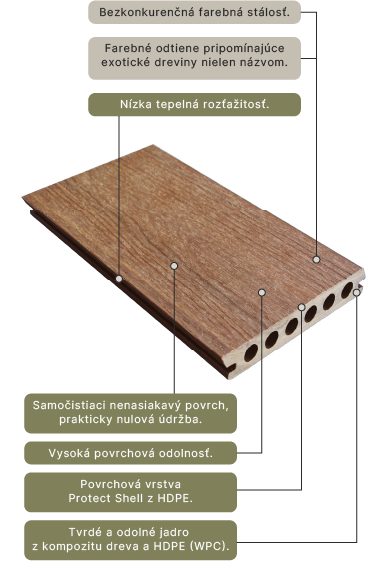 Bezkonkurenčná farebná stálosť.
Farebné odtiene pripomínajúce
exotické dreviny nielen názvom.
Nízka tepelná rozťažitosť.
Samočistiaci nenasiakavý povrch,
prakticky nulová údržba.
Vysoká povrchová odolnosť.
Povrchová vrstva
Protect Shell z HDPE.
Tvrdé a odolné jadro
z kompozitu dreva a HDPE (WPC).